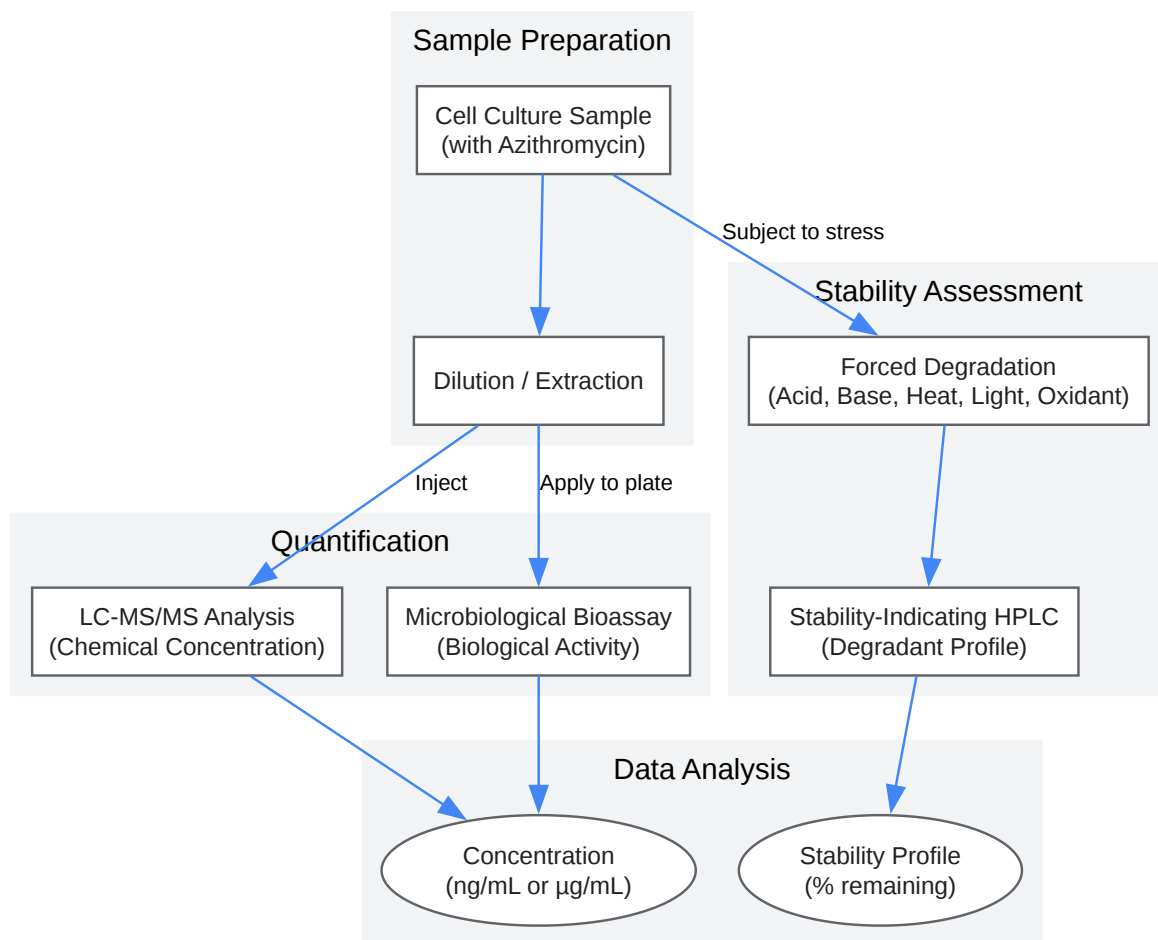 Sample Preparation
Cell Culture Sample
(with Azithromycin)
Subject to stress
Stability Assessment
Dilution / Extraction
Forced Degradation
(Acid, Base, Heat, Light, Oxidant)
Inject
Apply to plate
Quantification
LC-MS/MS Analysis
(Chemical Concentration)
Microbiological Bioassay
(Biological Activity)
Stability-Indicating HPLC
(Degradant Profile)
Data Analysis
Concentration
(ng/mL or µg/mL)
Stability Profile
(% remaining)